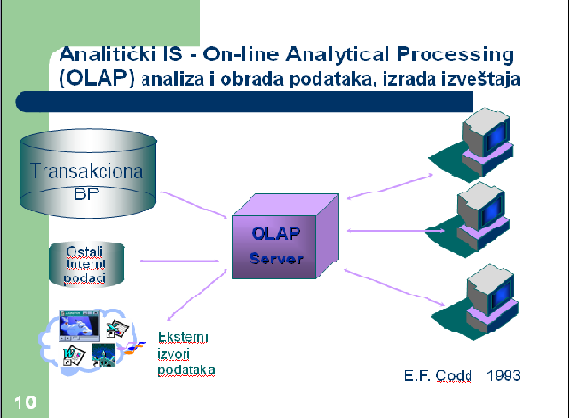 Analitički IS - On-line Analytical Processing
(OLAP) analiza i obrada podataka, izrada izveštaja
Transakciona
BP
OLAP
Server
Ostali
Interni
podaci
Eksterni
izvori
podataka
E.F. Codd 1993
10